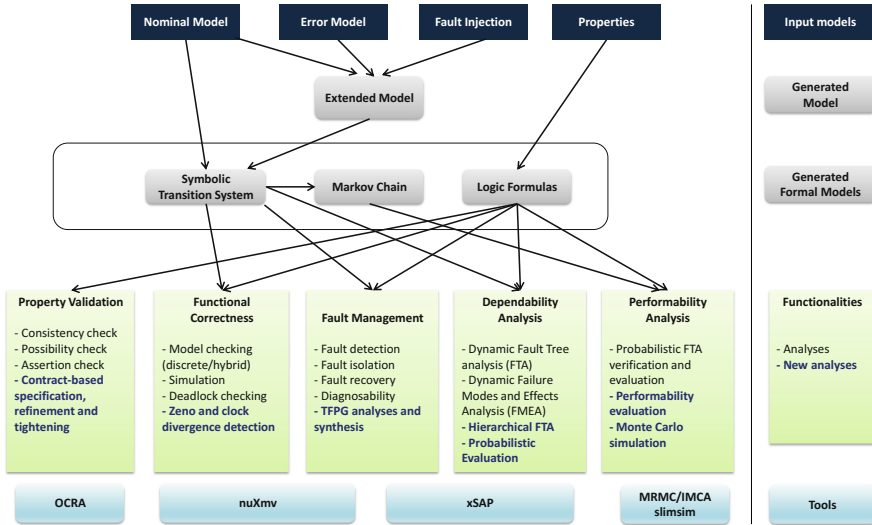 Nominal Model
Error Model
Fault Injection
Properties
Input models
Extended Model
Generated
Model
Symbolic
Transition System
Markov Chain
Logic Formulas
Generated
Formal Models
Property Validation
- Consistency check
- Possibility check
- Assertion check
- Contract-based
specification,
refinement and
tightening
Functional
Correctness
- Model checking
(discrete/hybrid)
- Simulation
- Deadlock checking
- Zeno and clock
divergence detection
Fault Management
- Fault detection
- Fault isolation
- Fault recovery
- Diagnosability
- TFPG analyses and
synthesis
Dependability
Analysis
- Dynamic Fault Tree
analysis (FTA)
- Dynamic Failure
Modes and Effects
Analysis (FMEA)
- Hierarchical FTA
- Probabilistic
Evaluation
Performability
Analysis
- Probabilistic FTA
verification and
evaluation
- Performability
evaluation
- Monte Carlo
simulation
Functionalities
- Analyses
- New analyses
OCRA
nuXmv
xSAP
MRMC/IMCA
slimsim
Tools